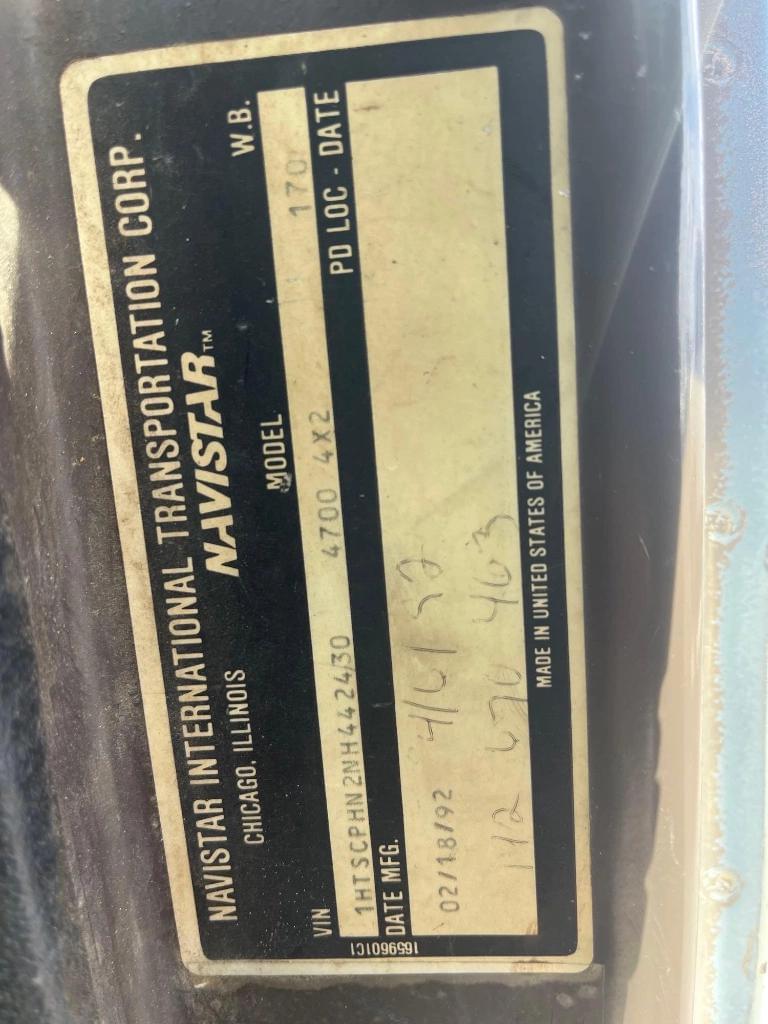 NAVISTAR INTERNATIONAL TRANSPORTATION CORP.
CHICAGO, ILLINOIS NAVISTAR™
VIN MODEL W.B.
1HTSCPHN2NH442430 4700 4X2 170
DATE MFG. PD LOC - DATE
02/18/92
463
MADE IN UNITED STATES OF AMERICA
1659601C1